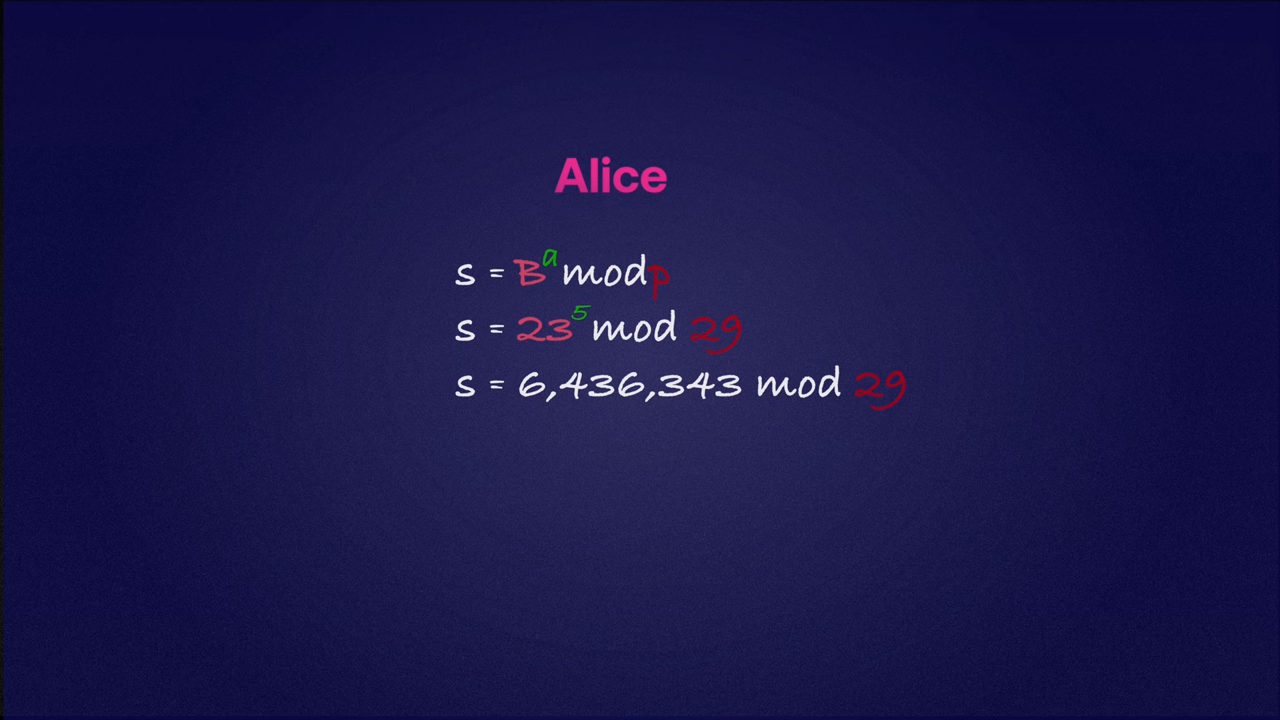 Alice
s = B^a mod p
s = 23^5 mod 29
s = 6,436,343 mod 29